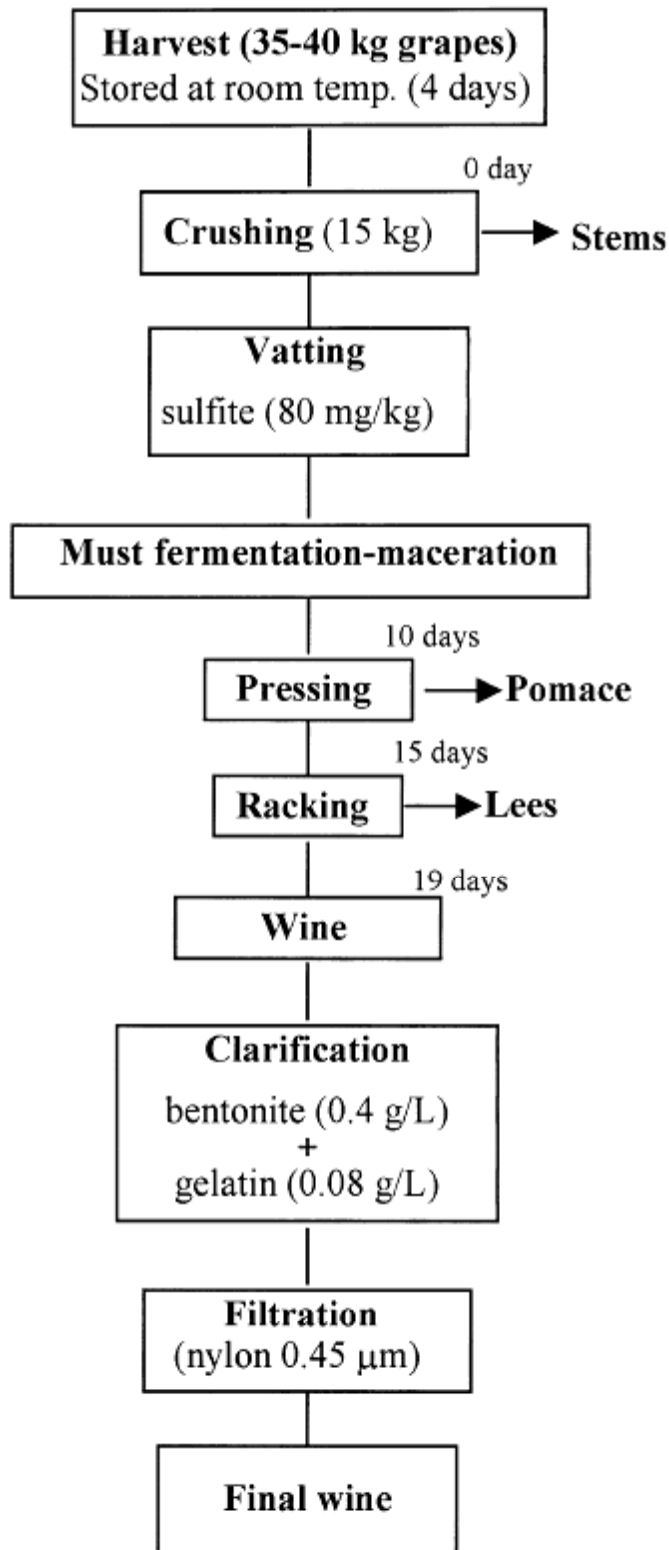 Harvest (35-40 kg grapes)
Stored at room temp. (4 days)
0 day
Crushing (15 kg)
Stems
Vatting
sulfite (80 mg/kg)
Must fermentation-maceration
10 days
Pressing
Pomace
15 days
Racking
Lees
19 days
Wine
Clarification
bentonite (0.4 g/L)
+
gelatin (0.08 g/L)
Filtration
(nylon 0.45 μm)
Final wine